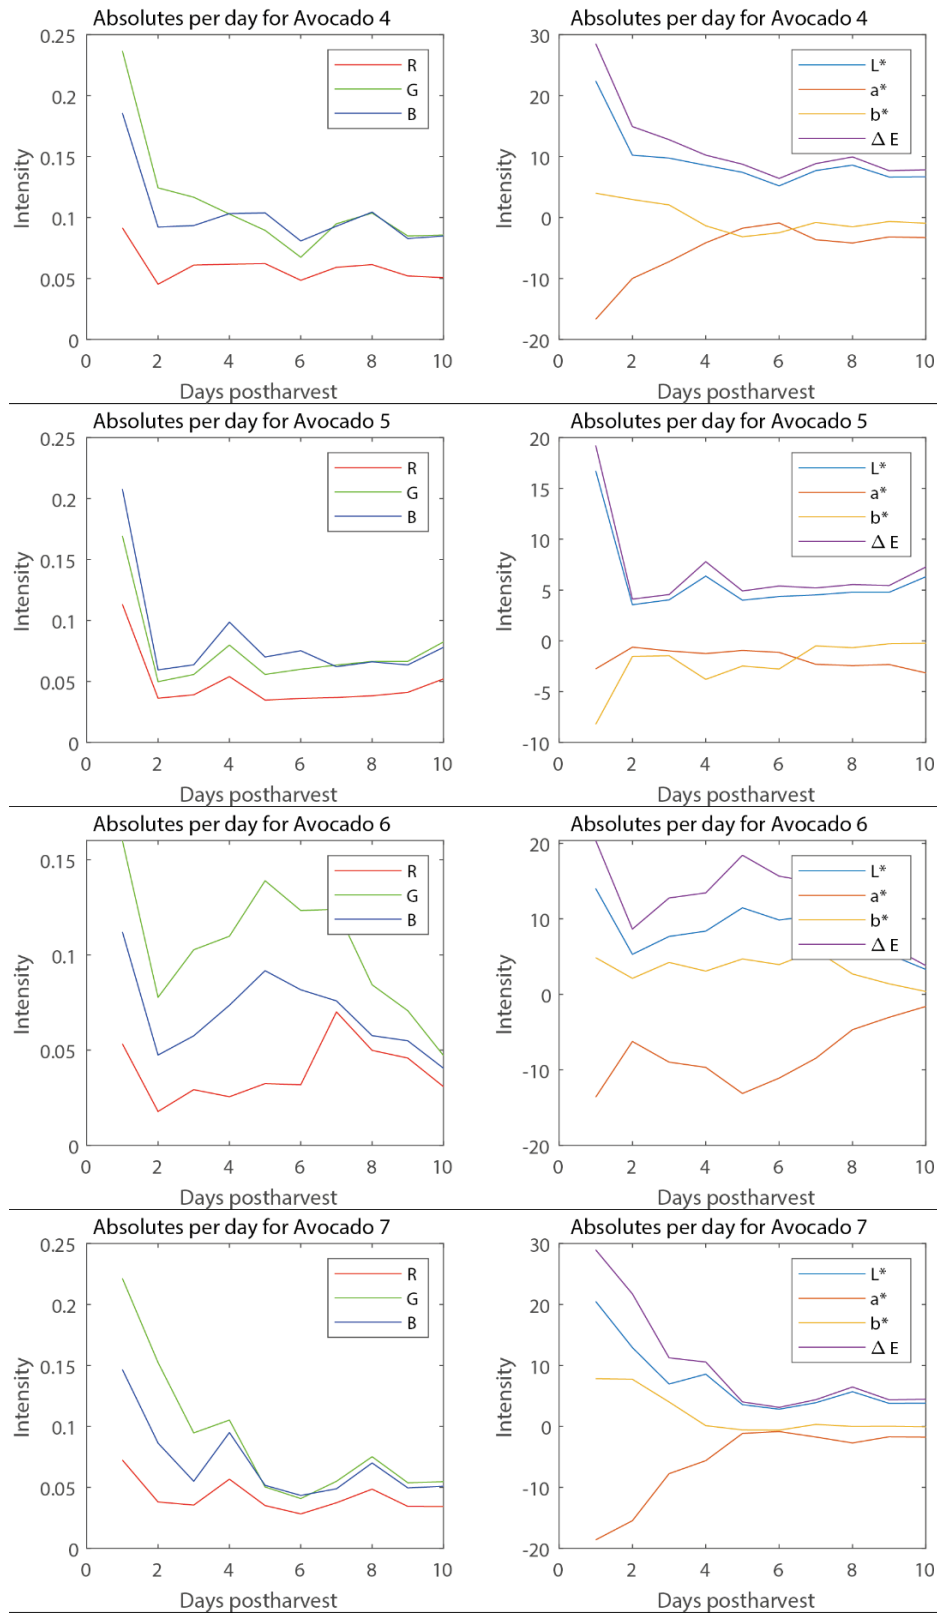 Absolutes per day for Avocado 4
0.25
0.2
0.15
0.1
0.05
0
Intensity
R
G
B
0 2 4 6 8 10
Days postharvest
Absolutes per day for Avocado 4
30
20
10
0
-10
-20
Intensity
L*
a*
b*
Δ E
0 2 4 6 8 10
Days postharvest
Absolutes per day for Avocado 5
0.25
0.2
0.15
0.1
0.05
0
Intensity
R
G
B
0 2 4 6 8 10
Days postharvest
Absolutes per day for Avocado 5
20
15
10
5
0
-5
-10
Intensity
L*
a*
b*
Δ E
0 2 4 6 8 10
Days postharvest
Absolutes per day for Avocado 6
0.15
0.1
0.05
0
Intensity
R
G
B
0 2 4 6 8 10
Days postharvest
Absolutes per day for Avocado 6
20
10
0
-10
-20
Intensity
L*
a*
b*
Δ E
0 2 4 6 8 10
Days postharvest
Absolutes per day for Avocado 7
0.25
0.2
0.15
0.1
0.05
0
Intensity
R
G
B
0 2 4 6 8 10
Days postharvest
Absolutes per day for Avocado 7
30
20
10
0
-10
-20
Intensity
L*
a*
b*
Δ E
0 2 4 6 8 10
Days postharvest